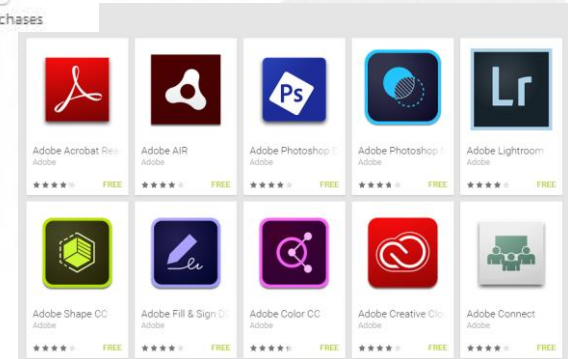 chases
Adobe Acrobat Rea
Adobe
FREE
Adobe AIR
Adobe
FREE
Ps
Adobe Photoshop E
Adobe
FREE
Adobe Photoshop
Adobe
FREE
Lr
Adobe Lightroom
Adobe
FREE
Adobe Shape CC
Adobe
FREE
Adobe Fill & Sign D
Adobe
FREE
Adobe Color CC
Adobe
FREE
Adobe Creative Clo
Adobe
FREE
Adobe Connect
Adobe
FREE